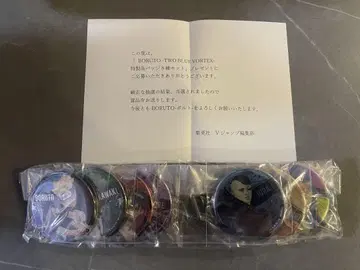 この度は、
「BORUTO -TWO BLUE VORTEX-
特製缶バッジ8種セット」プレゼントに
ご応募いただきありがとうございます。
厳正な抽選の結果、当選されましたので
賞品をお送りします。
今後ともBORUTO-ボルト-をよろしくお願いいたします。
集英社 Vジャンプ編集部
BORUTO
KAWAKI